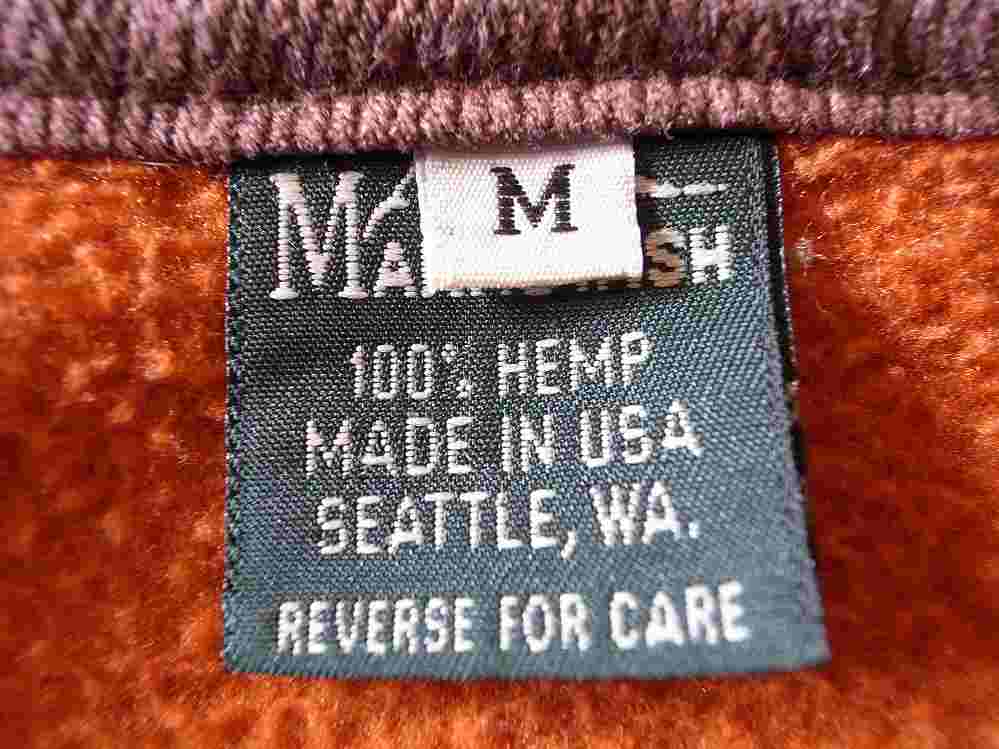 M
100% HEMP
MADE IN USA
SEATTLE, WA.
REVERSE FOR CARE